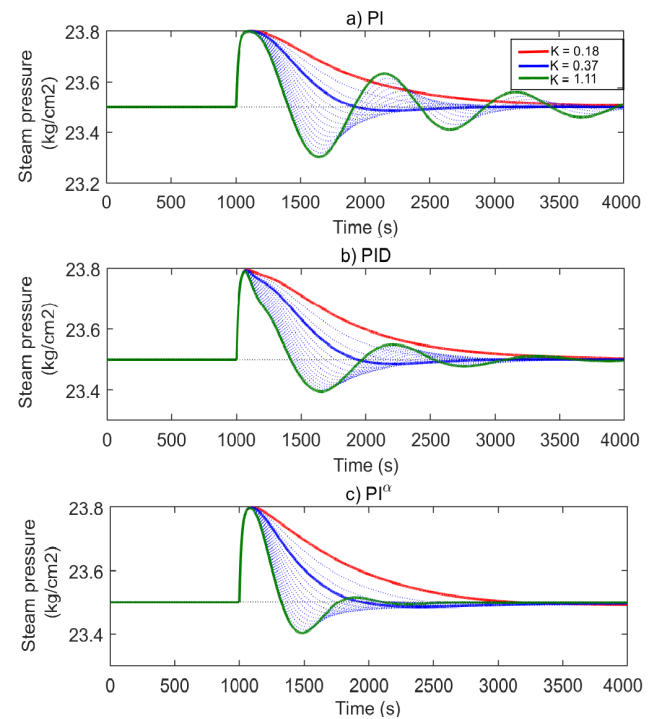 a) PI
23.8
23.6
23.4
23.2
Steam pressure
(kg/cm2)
K = 0.18
K = 0.37
K = 1.11
0 500 1000 1500 2000 2500 3000 3500 4000
Time (s)
b) PID
23.8
23.6
23.4
Steam pressure
(kg/cm2)
0 500 1000 1500 2000 2500 3000 3500 4000
Time (s)
c) PIα
23.8
23.6
23.4
Steam pressure
(kg/cm2)
0 500 1000 1500 2000 2500 3000 3500 4000
Time (s)